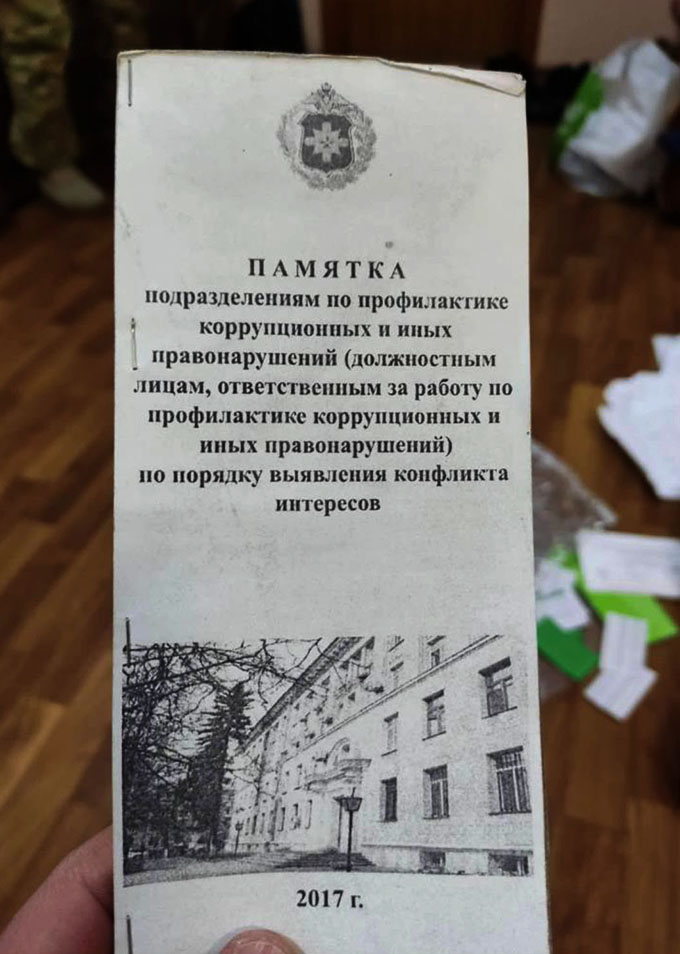 ПАМЯТКА
подразделениям по профилактике
коррупционных и иных
правонарушений (должностным
лицам, ответственным за работу по
профилактике коррупционных и
иных правонарушений)
по порядку выявления конфликта
интересов
2017 г.